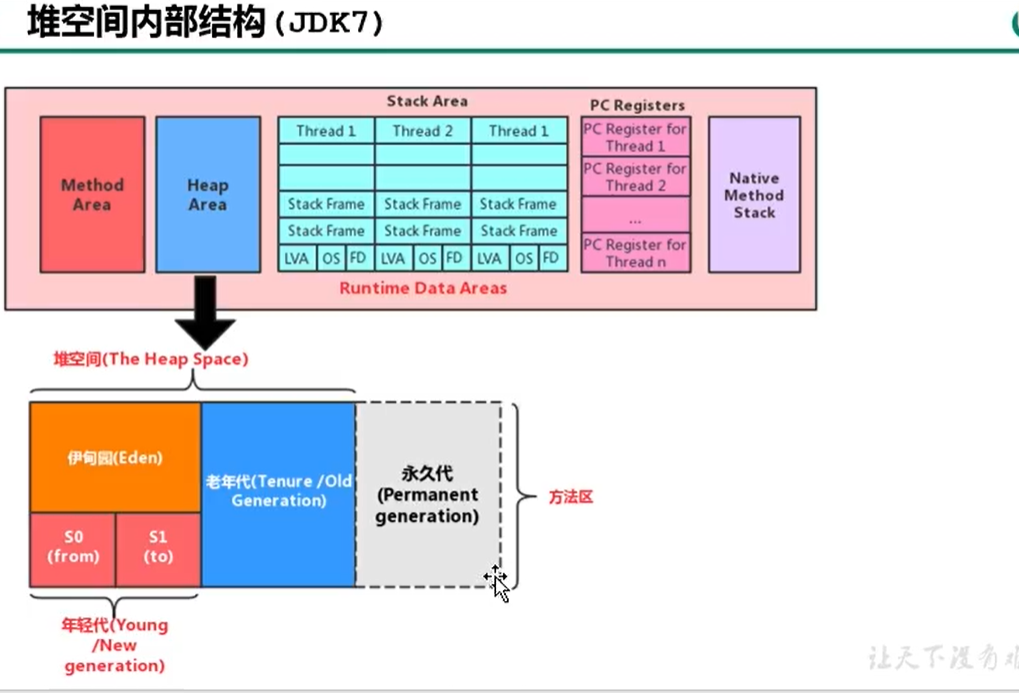 堆空间内部结构(JDK7)
Stack Area
PC Registers
Method
Area
Heap
Area
Thread 1 Thread 2 Thread 1
Stack Frame Stack Frame Stack Frame
Stack Frame Stack Frame Stack Frame
LVA OS FD LVA OS FD LVA OS FD
PC Register for
Thread 1
PC Register for
Thread 2
...
PC Register for
Thread n
Native
Method
Stack
Runtime Data Areas
堆空间(The Heap Space)
伊甸园(Eden)
S0
(from)
S1
(to)
老年代(Tenure /Old
Generation)
永久代
(Permanent
generation)
方法区
年轻代(Young
/New
generation)
让天下没有